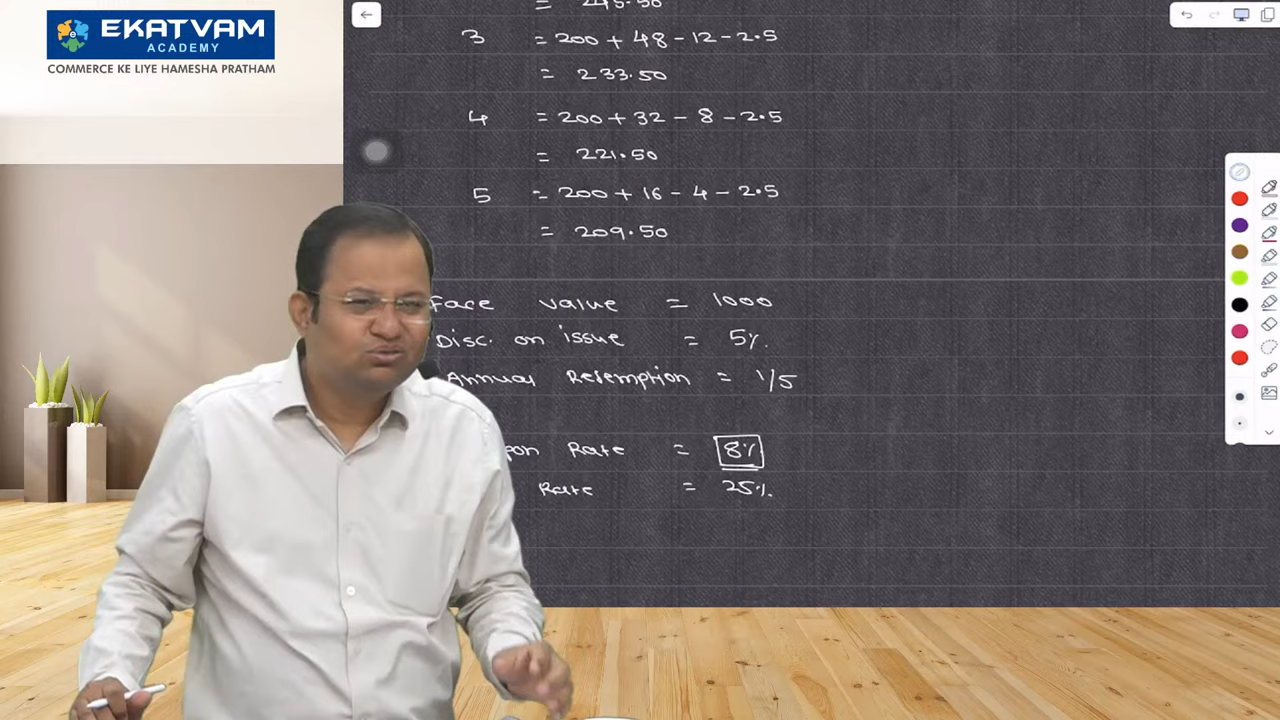 EKATVAM
ACADEMY
COMMERCE KE LIYE HAMESHA PRATHAM
3 = 200 + 48 - 12 - 2.5
= 233.50
4 = 200 + 32 - 8 - 2.5
= 221.50
5 = 200 + 16 - 4 - 2.5
= 209.50
Face value = 1000
Disc. on issue = 5%.
Annual Redemption = 1/5
Rate = 8%
Rate = 25%.